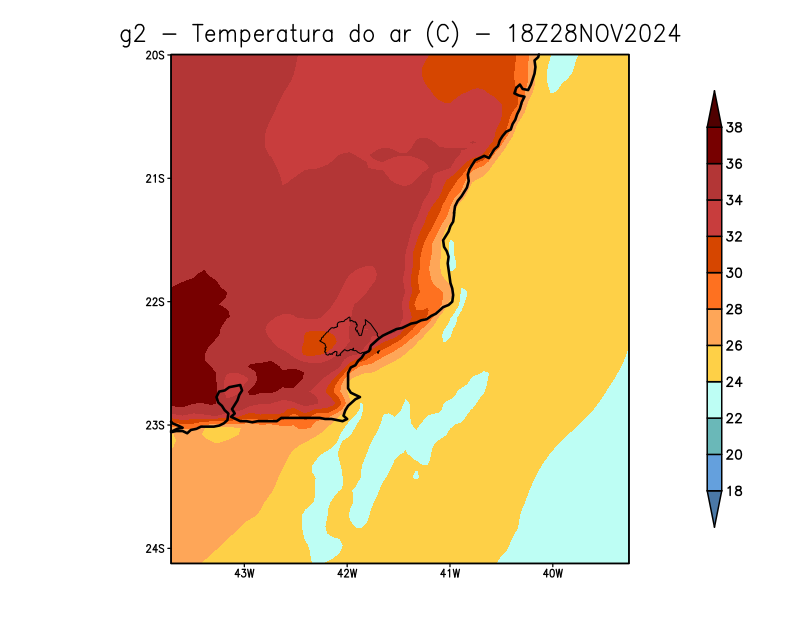 g2 – Temperatura do ar (C) – 18Z28NOV2024
20S
21S
22S
23S
24S
43W
42W
41W
40W
38
36
34
32
30
28
26
24
22
20
18